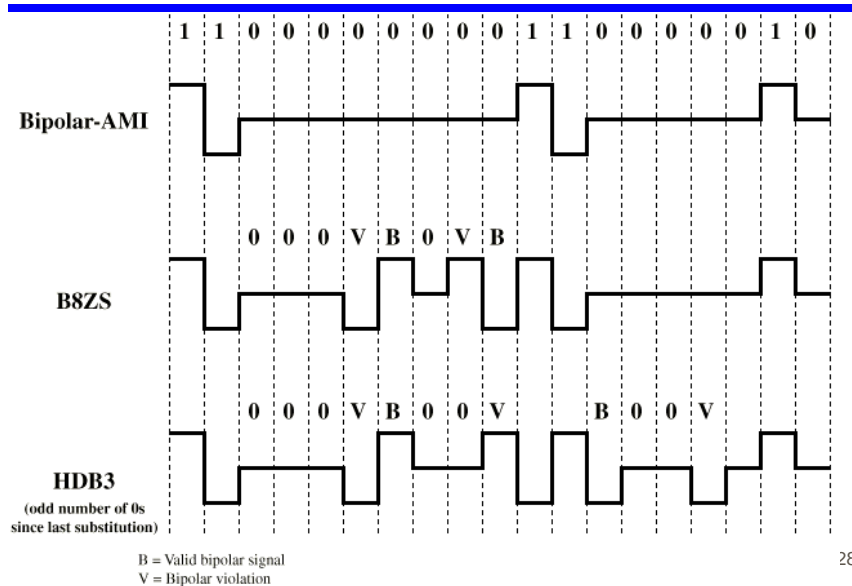 1 1 0 0 0 0 0 0 0 0 1 1 0 0 0 0 0 1 0
Bipolar-AMI
0 0 0 V B 0 V B
B8ZS
0 0 0 V B 0 0 V B 0 0 V
HDB3
(odd number of 0s
since last substitution)
B = Valid bipolar signal
V = Bipolar violation
28